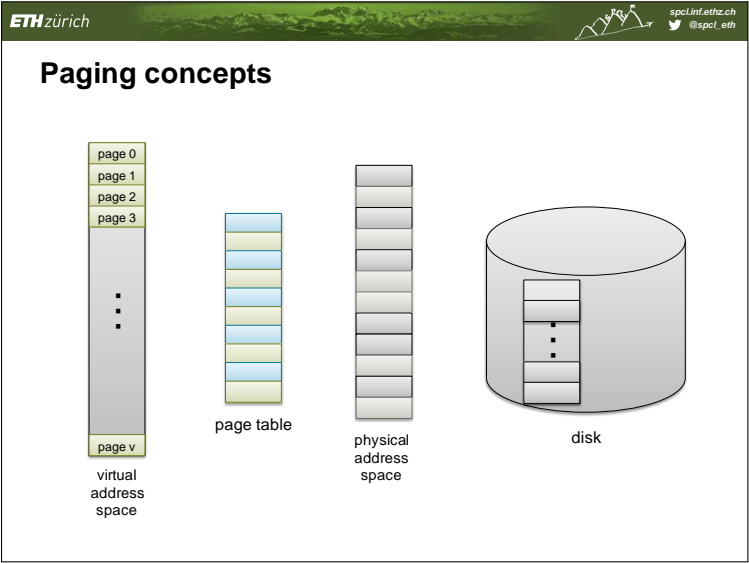 ETH zürich
spcl.inf.ethz.ch
@spcl_eth
Paging concepts
page 0
page 1
page 2
page 3
page v
virtual
address
space
page table
physical
address
space
disk